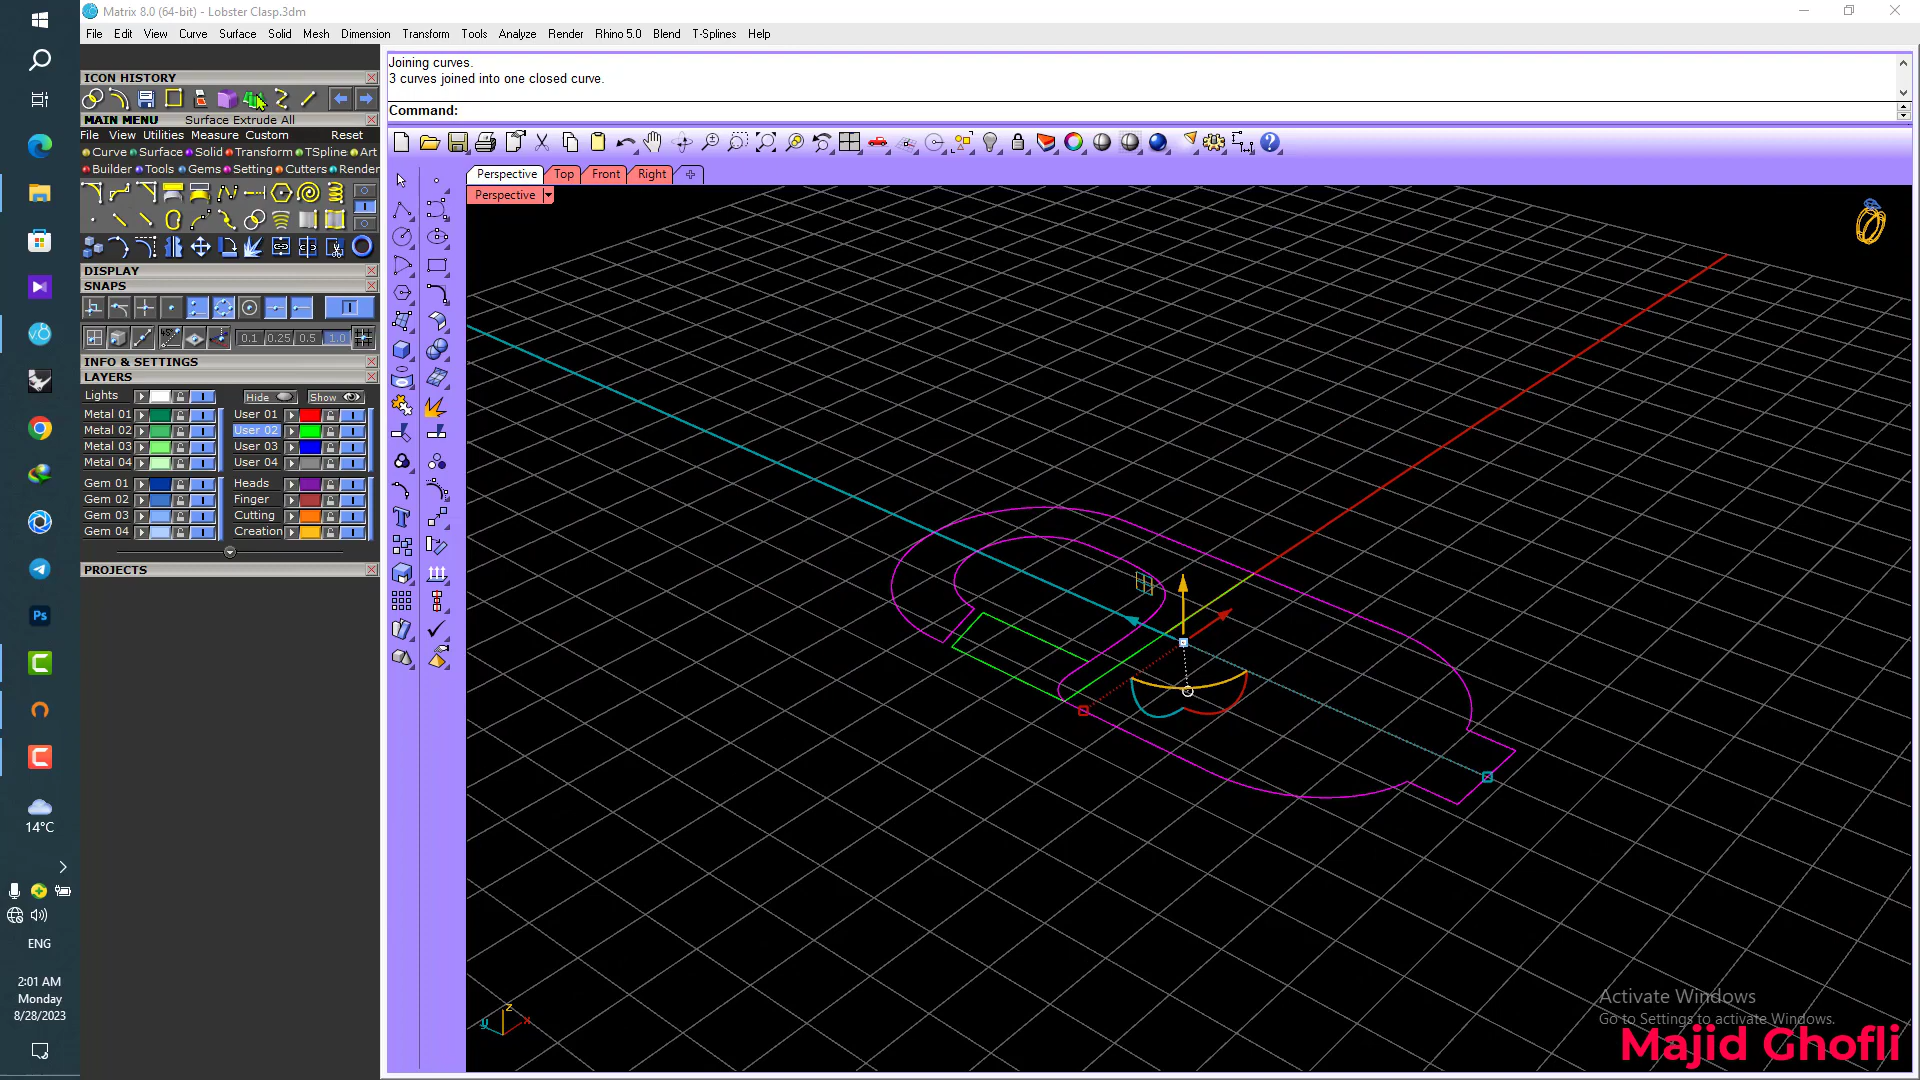 Matrix 8.0 (64-bit) - Lobster Clasp.3dm
File Edit View Curve Surface Solid Mesh Dimension Transform Tools Analyze Render Rhino 5.0 Blend T-Splines Help
Joining curves.
3 curves joined into one closed curve.
Command:
ICON HISTORY
MAIN MENU Surface Extrude All
File View Utilities Measure Custom Reset
Curve Surface Solid Transform TSpline Art
Builder Tools Gems Setting Cutters Render
DISPLAY
SNAPS
0.1 0.25 0.5 1.0
INFO & SETTINGS
LAYERS
Lights Hide Show
Metal 01 User 01
Metal 02 User 02
Metal 03 User 03
Metal 04 User 04
Gem 01 Heads
Gem 02 Finger
Gem 03 Cutting
Gem 04 Creation
PROJECTS
Perspective Top Front Right
Perspective
z
y x
14°C
ENG
2:01 AM
Monday
8/28/2023
Ps
Activate Windows
Go to Settings to activate Windows.
Majid Ghofli